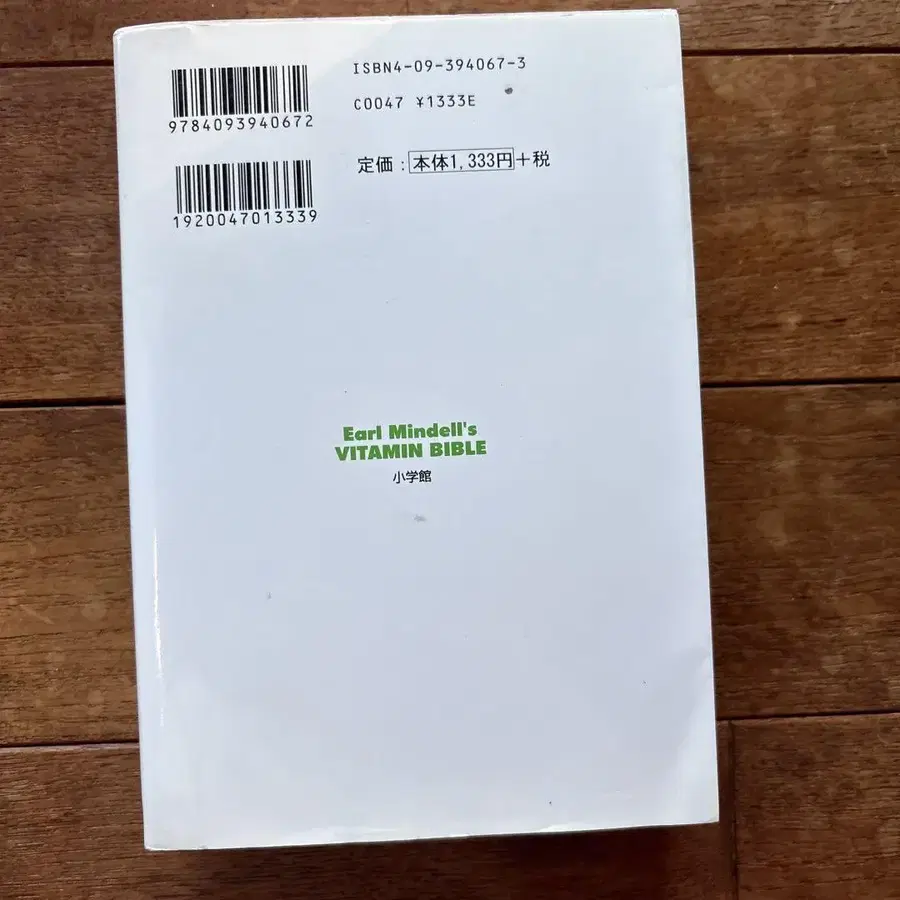 ISBN4-09-394067-3
9784093940672
C0047 ¥1333E
定価：本体1,333円+税
1920047013339
Earl Mindell's
VITAMIN BIBLE
小学館